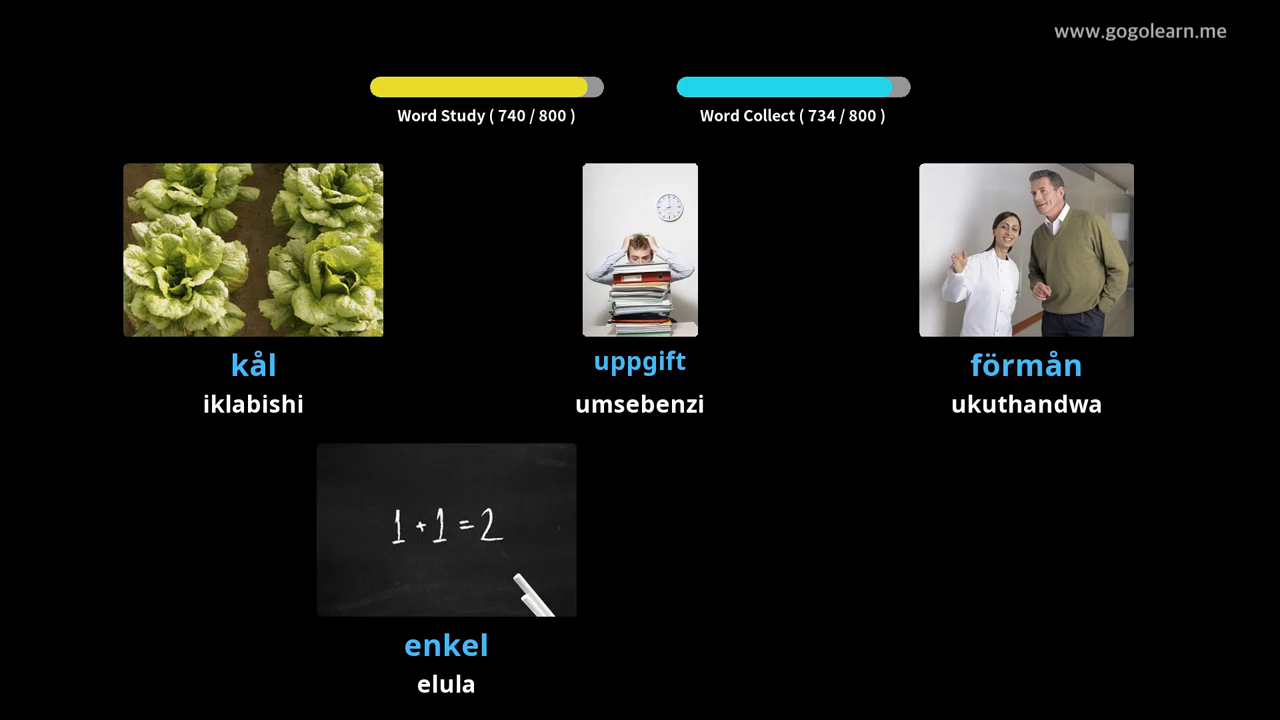 www.gogolearn.me
Word Study ( 740 / 800 )
Word Collect ( 734 / 800 )
kål
uppgift
förmån
iklabishi
umsebenzi
ukuthandwa
1 + 1 = 2
enkel
elula